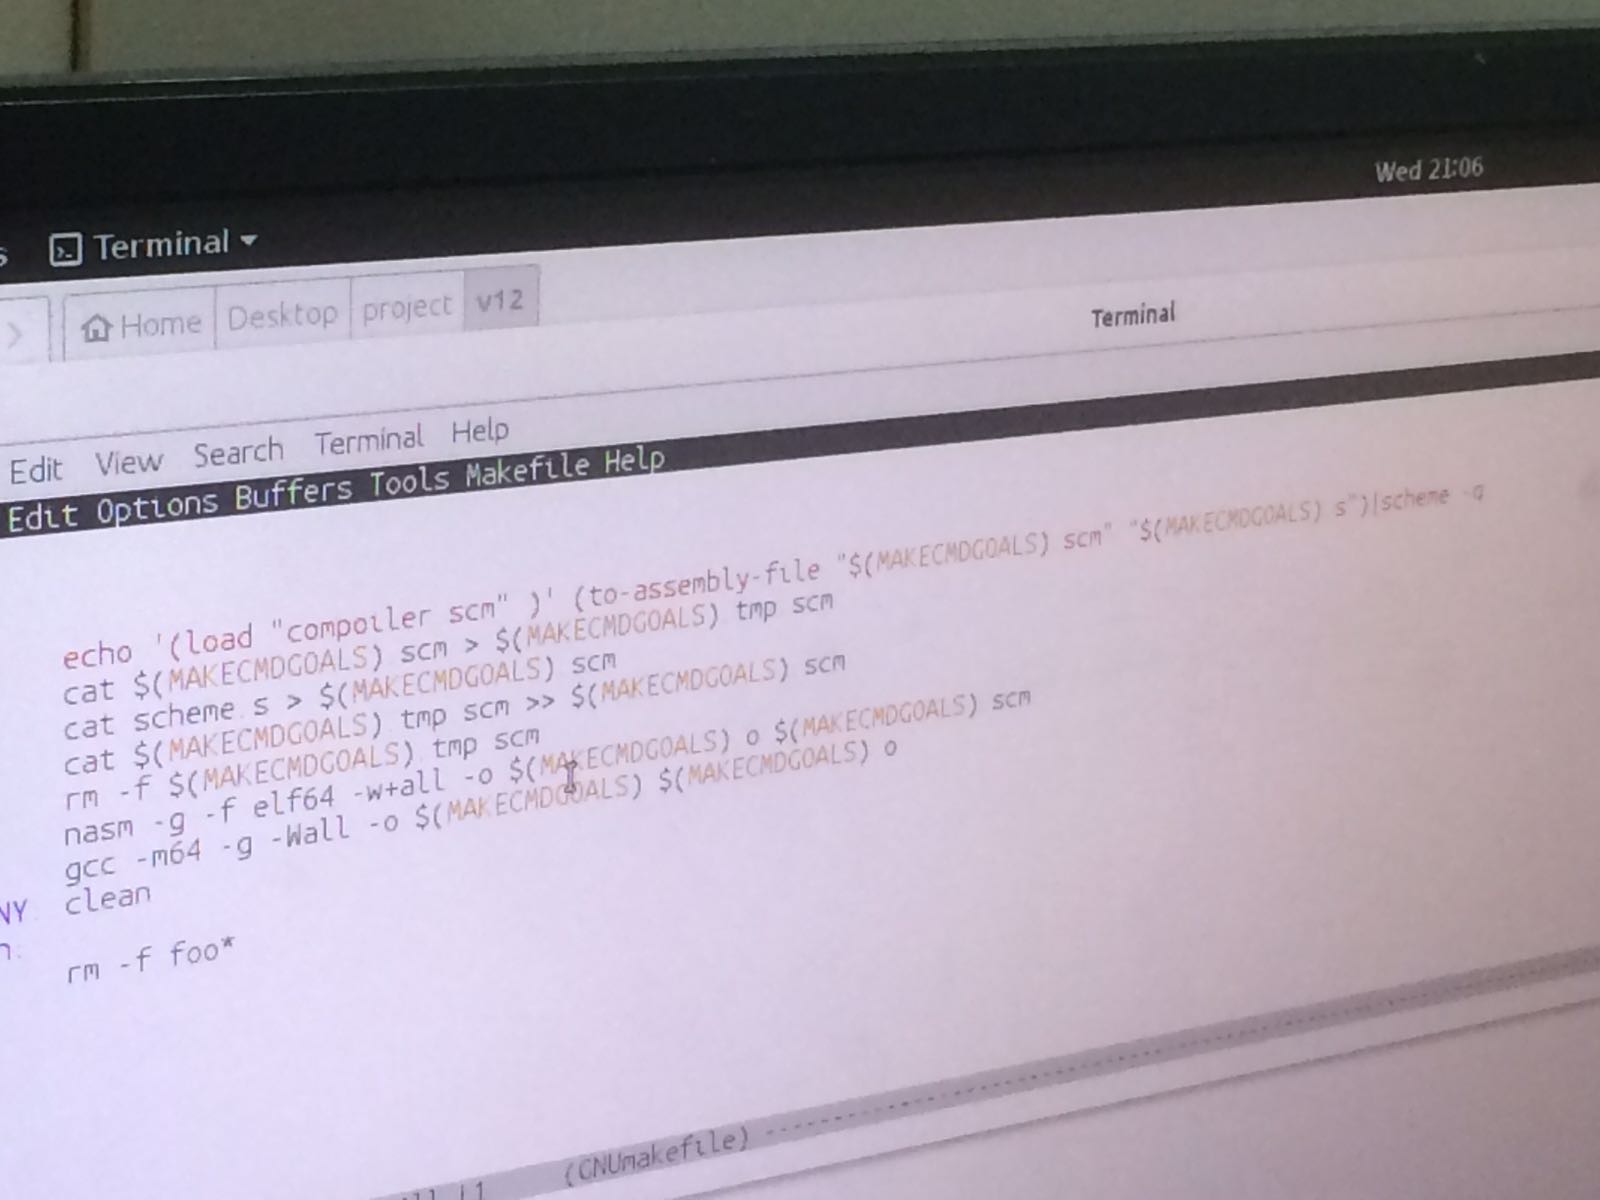 Wed 21:06
s Terminal
Home Desktop project v12
Terminal
Edit View Search Terminal Help
Edit Options Buffers Tools Makefile Help
echo '(load "compoiler scm" )' (to-assembly-file "$(MAKECMDGOALS) scm" "$(MAKECMDGOALS) s")|scheme -q
cat $(MAKECMDGOALS) scm > $(MAKECMDGOALS) tmp scm
cat scheme.s > $(MAKECMDGOALS) scm
cat $(MAKECMDGOALS) tmp scm >> $(MAKECMDGOALS) scm
rm -f $(MAKECMDGOALS) tmp scm
nasm -g -f elf64 -w+all -o $(MAKECMDGOALS) o $(MAKECMDGOALS) scm
gcc -m64 -g -Wall -o $(MAKECMDGOALS) $(MAKECMDGOALS) o
NY clean
n:
rm -f foo*
(GNUmakefile)